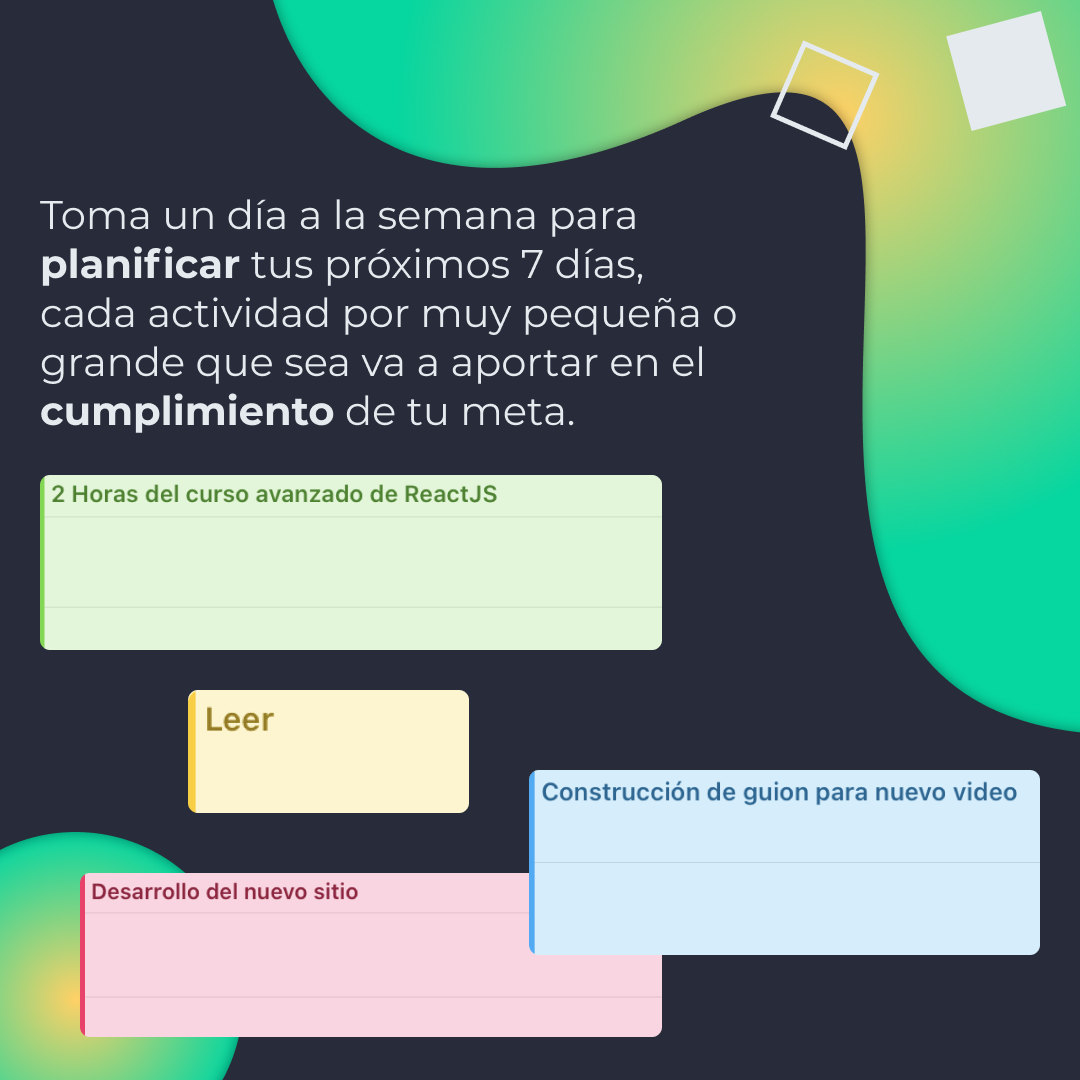 Toma un día a la semana para
planificar tus próximos 7 días,
cada actividad por muy pequeña o
grande que sea va a aportar en el
cumplimiento de tu meta.
2 Horas del curso avanzado de ReactJS
Leer
Construcción de guion para nuevo video
Desarrollo del nuevo sitio